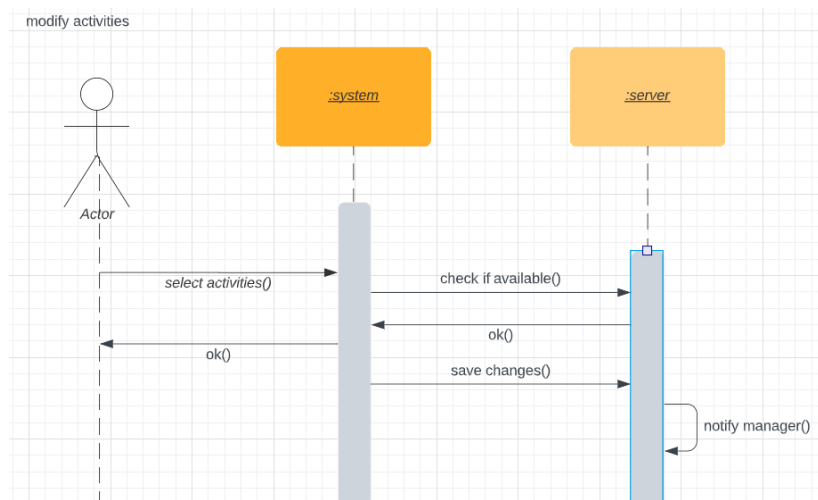 modify activities
:system
:server
Actor
select activities()
check if available()
ok()
ok()
save changes()
notify manager()